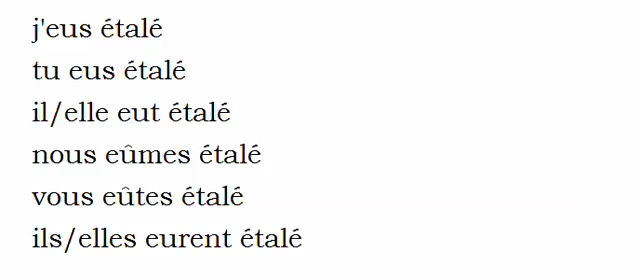 j'eus étalé
tu eus étalé
il/elle eut étalé
nous eûmes étalé
vous eûtes étalé
ils/elles eurent étalé